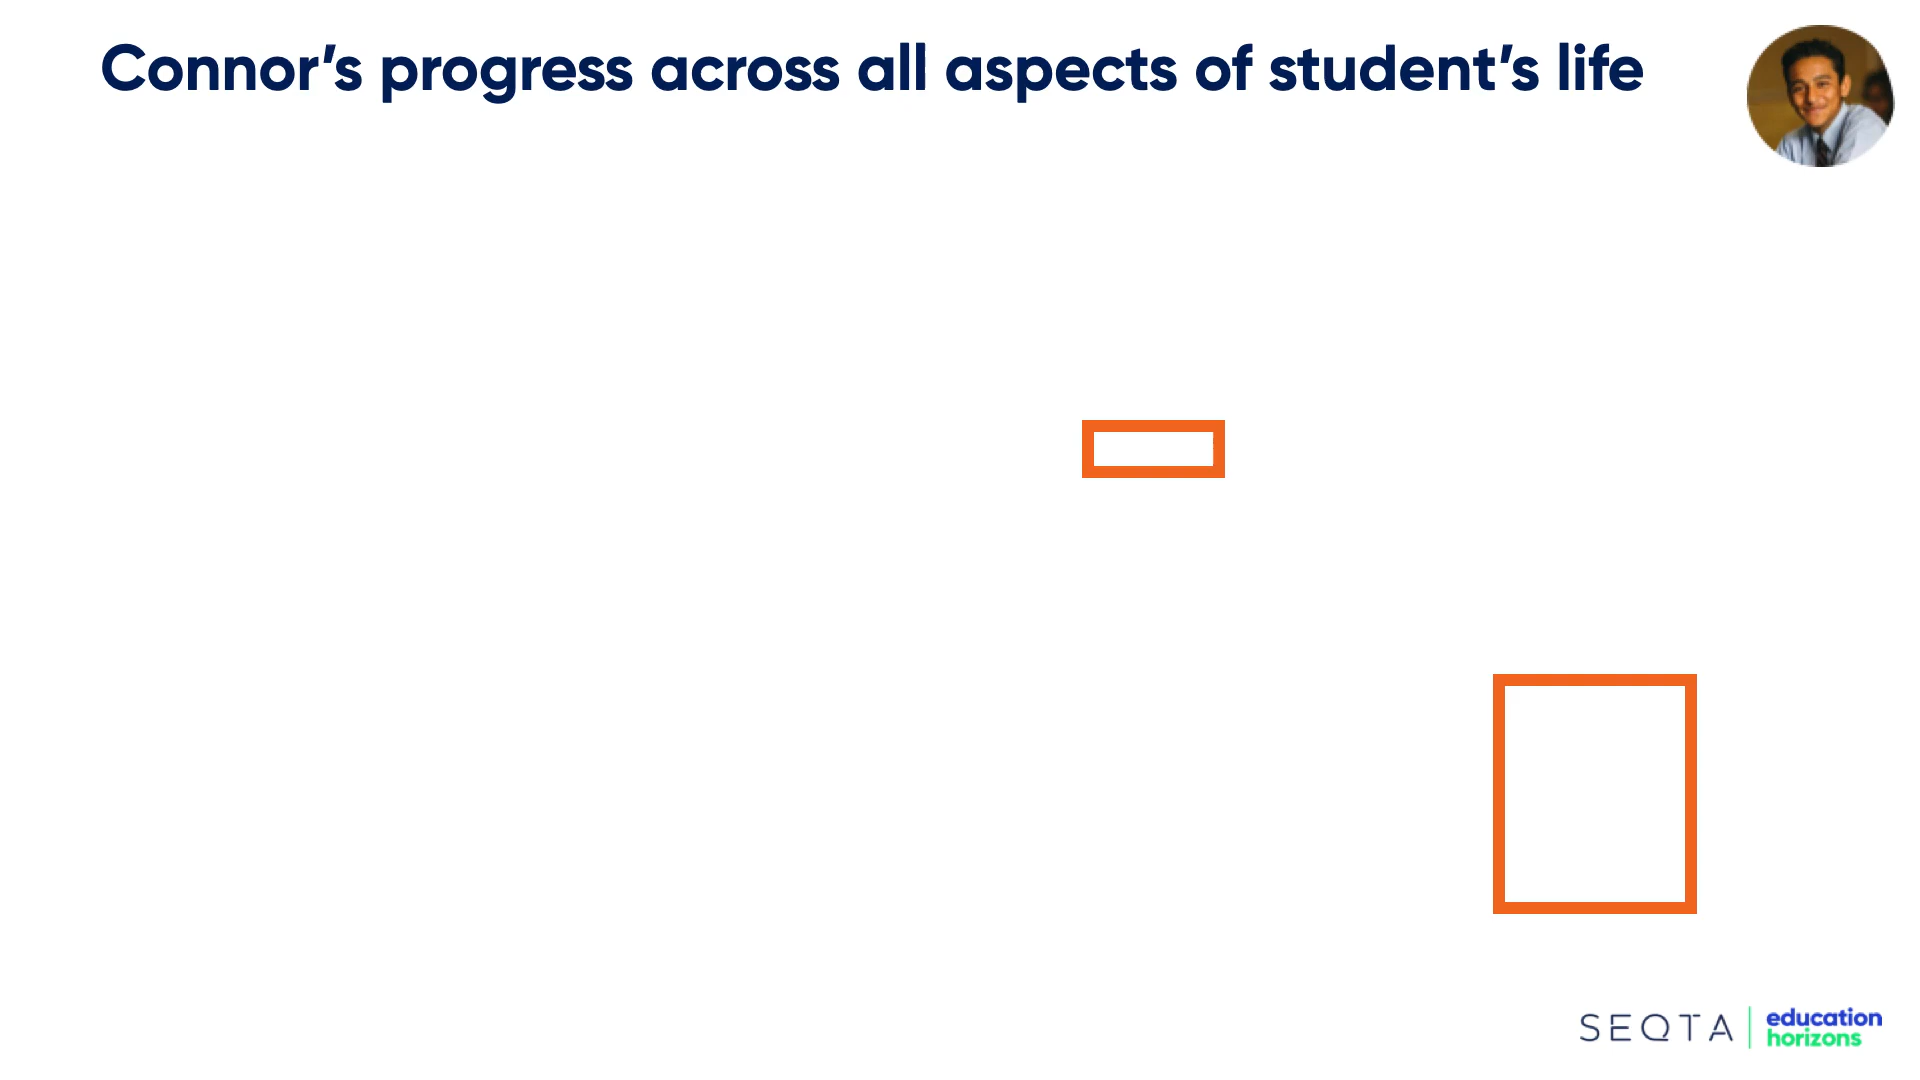 Connor’s progress across all aspects of student’s life
SEQTA
education
horizons